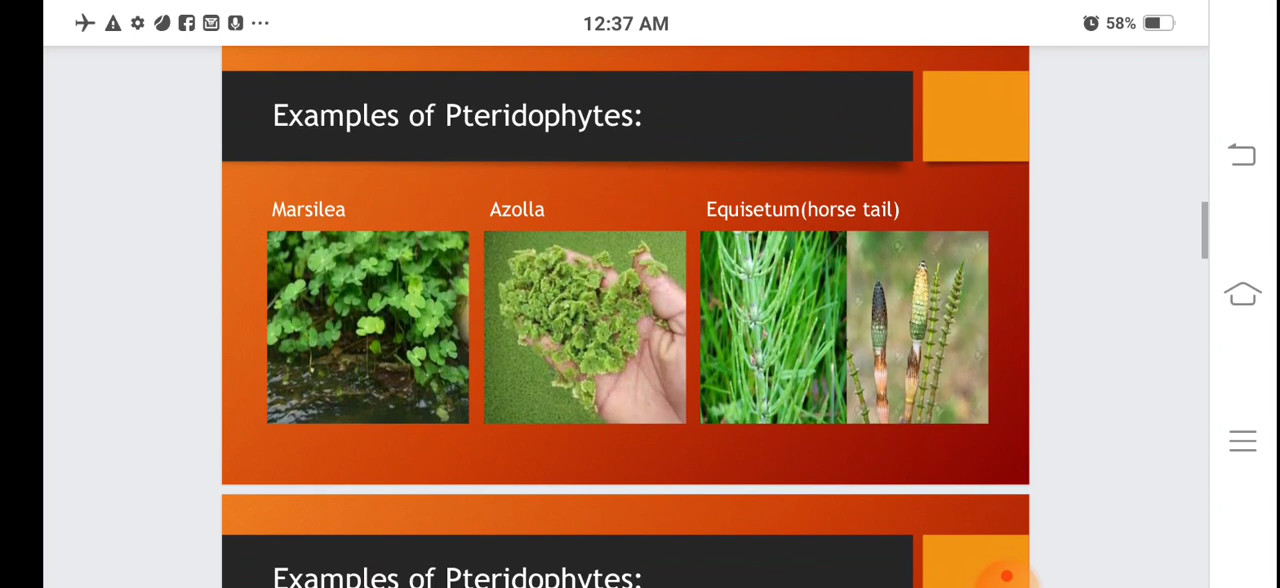 12:37 AM
58%
Examples of Pteridophytes:
Marsilea
Azolla
Equisetum(horse tail)
Examples of Pteridophytes: